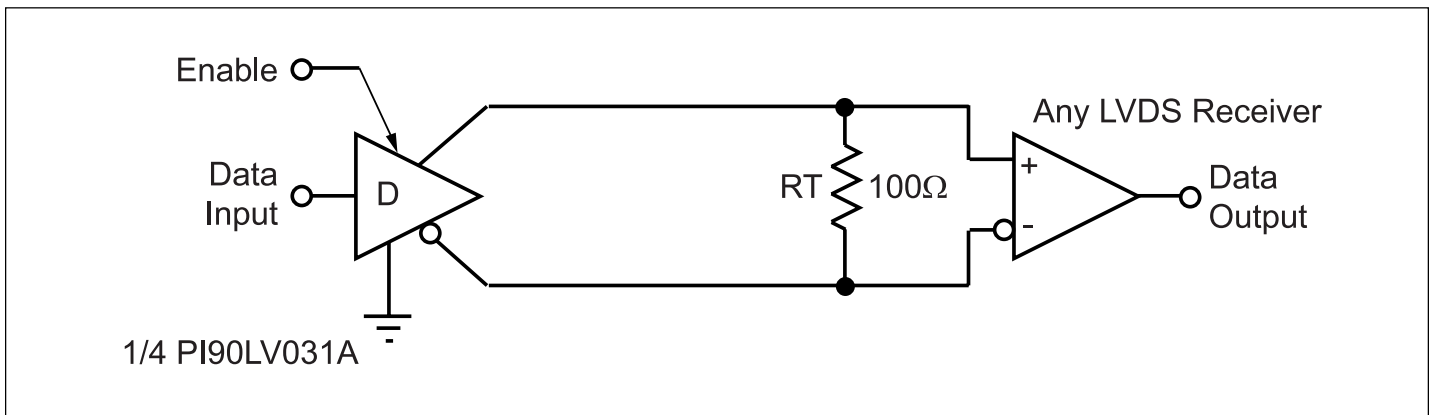 Enable
Data
Input
D
1/4 PI90LV031A
RT
100Ω
Any LVDS Receiver
+
-
Data
Output